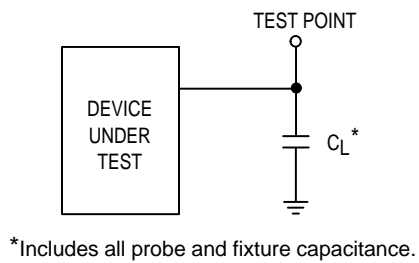 TEST POINT
DEVICE
UNDER
TEST
CL*
*Includes all probe and fixture capacitance.